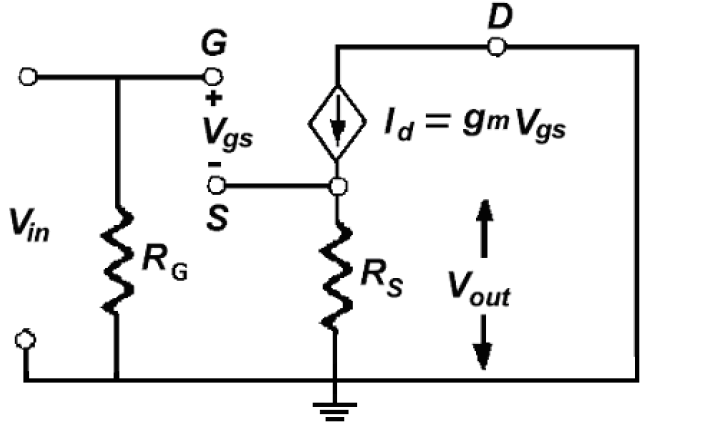 D
G
+
Vgs
-
S
Id = gm Vgs
Vin
RG
RS
Vout